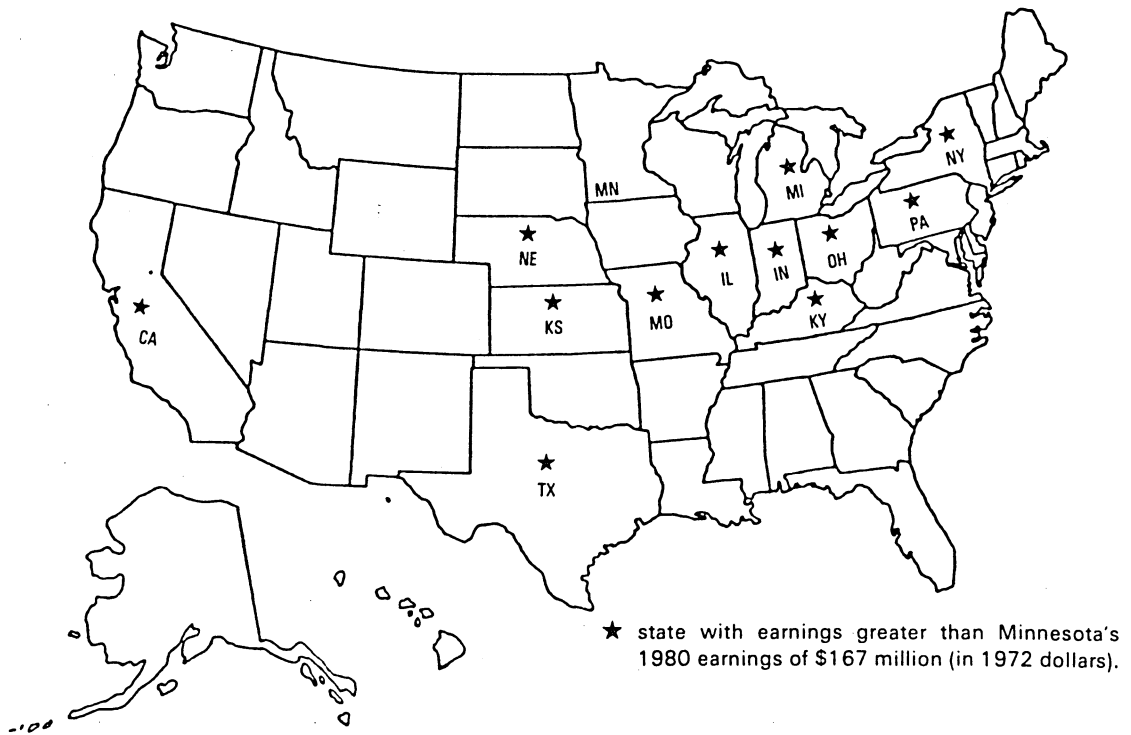 MN
NY
MI
PA
NE
IL
IN
OH
KS
MO
KY
CA
TX
★ state with earnings greater than Minnesota's
1980 earnings of $167 million (in 1972 dollars).